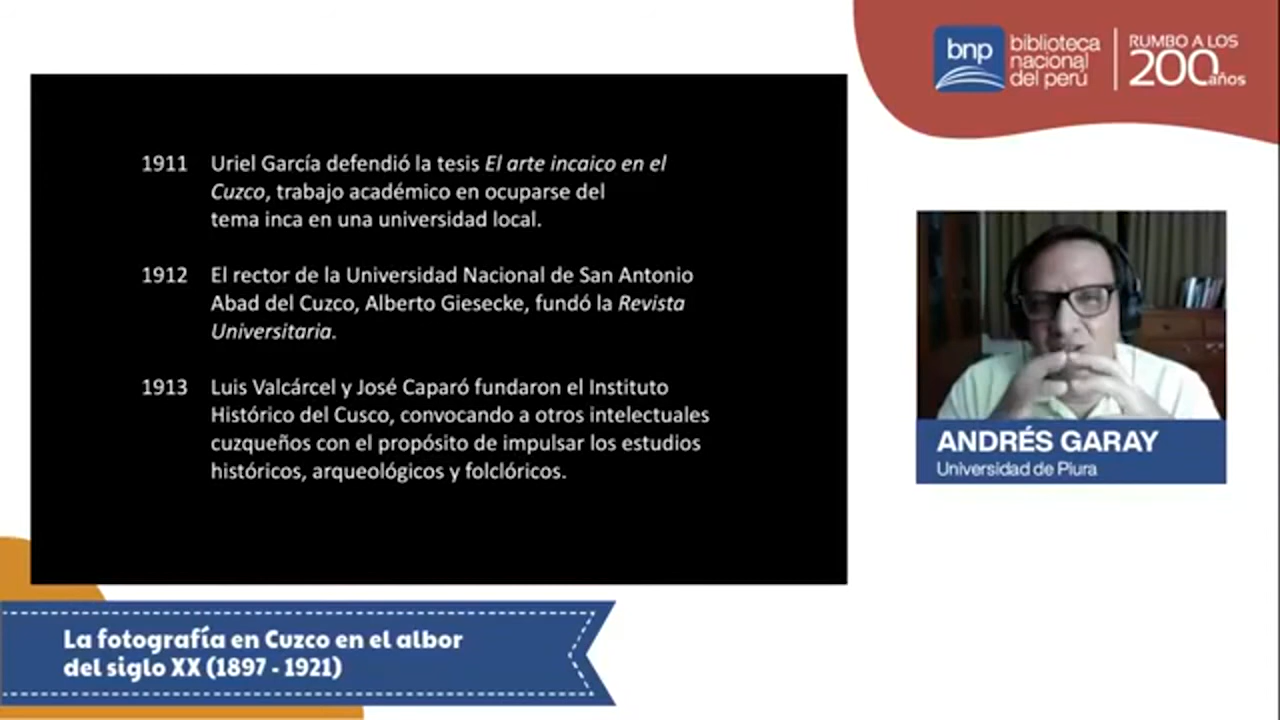 bnp
biblioteca
nacional
del perú
RUMBO A LOS
200 años
1911 Uriel García defendió la tesis El arte incaico en el
Cuzco, trabajo académico en ocuparse del
tema inca en una universidad local.
1912 El rector de la Universidad Nacional de San Antonio
Abad del Cuzco, Alberto Giesecke, fundó la Revista
Universitaria.
1913 Luis Valcárcel y José Caparó fundaron el Instituto
Histórico del Cusco, convocando a otros intelectuales
cuzqueños con el propósito de impulsar los estudios
históricos, arqueológicos y folclóricos.
ANDRÉS GARAY
Universidad de Piura
La fotografía en Cuzco en el albor
del siglo XX (1897 - 1921)